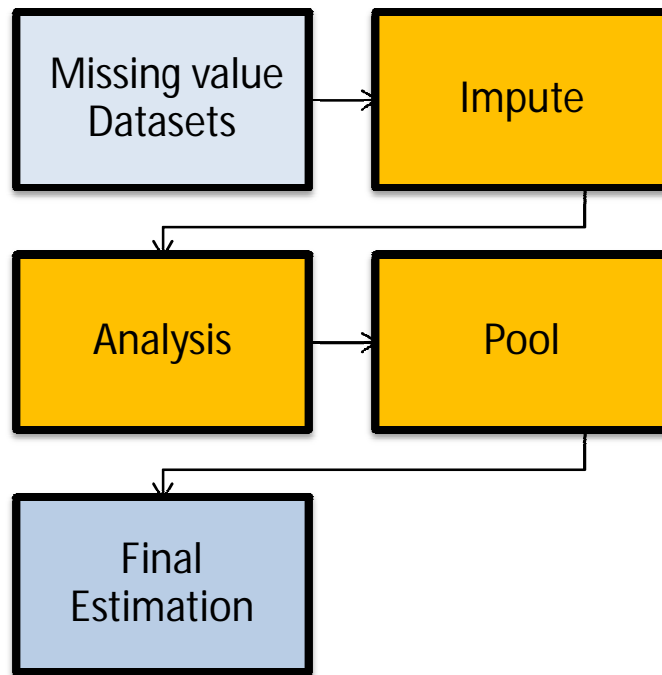 Missing value
Datasets
Impute
Analysis
Pool
Final
Estimation